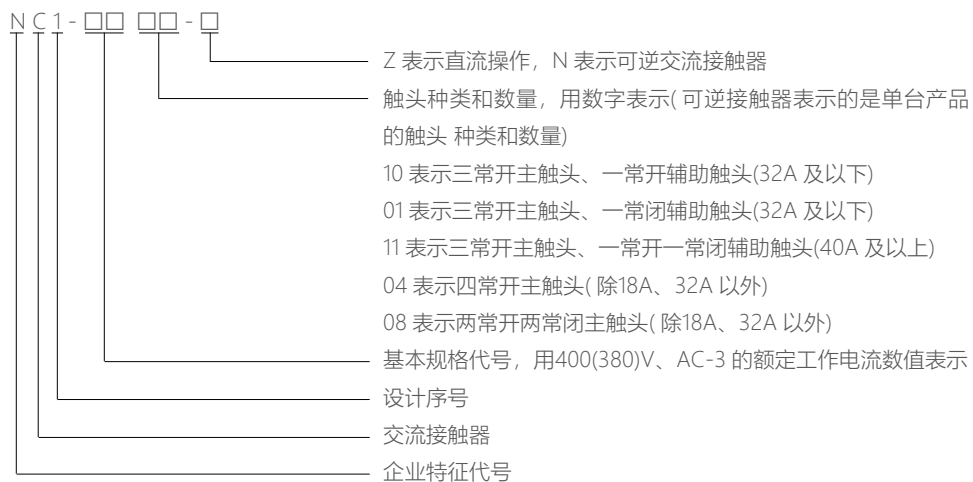 NC1-□□ □□-□
Z 表示直流操作，N 表示可逆交流接触器
触头种类和数量，用数字表示( 可逆接触器表示的是单台产品
的触头 种类和数量)
10 表示三常开主触头、一常开辅助触头(32A 及以下)
01 表示三常开主触头、一常闭辅助触头(32A 及以下)
11 表示三常开主触头、一常开一常闭辅助触头(40A 及以上)
04 表示四常开主触头( 除18A、32A 以外)
08 表示两常开两常闭主触头( 除18A、32A 以外)
基本规格代号，用400(380)V、AC-3 的额定工作电流数值表示
设计序号
交流接触器
企业特征代号